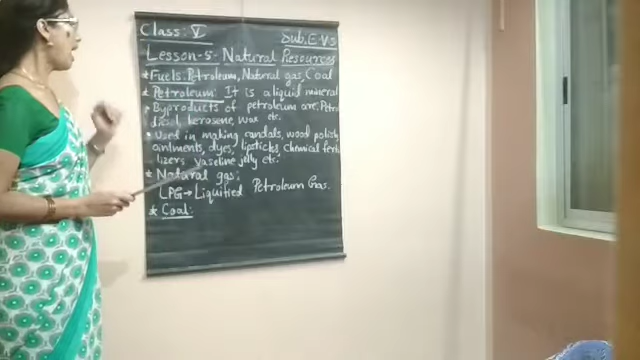 Class: V
Sub. E.V.S
Lesson-5- Natural Resources
* Fuels: Petroleum, Natural gas, Coal
* Petroleum: It is a liquid mineral
Byproducts of petroleum are, Petrol
diesel, kerosene, wax etc.
Used in making candals, wood polish
ointments, dyes, lipsticks, chemical ferti
lizers vaseline jelly etc.
* Natural gas:
LPG→ Liquified Petroleum Gas.
* Coal: